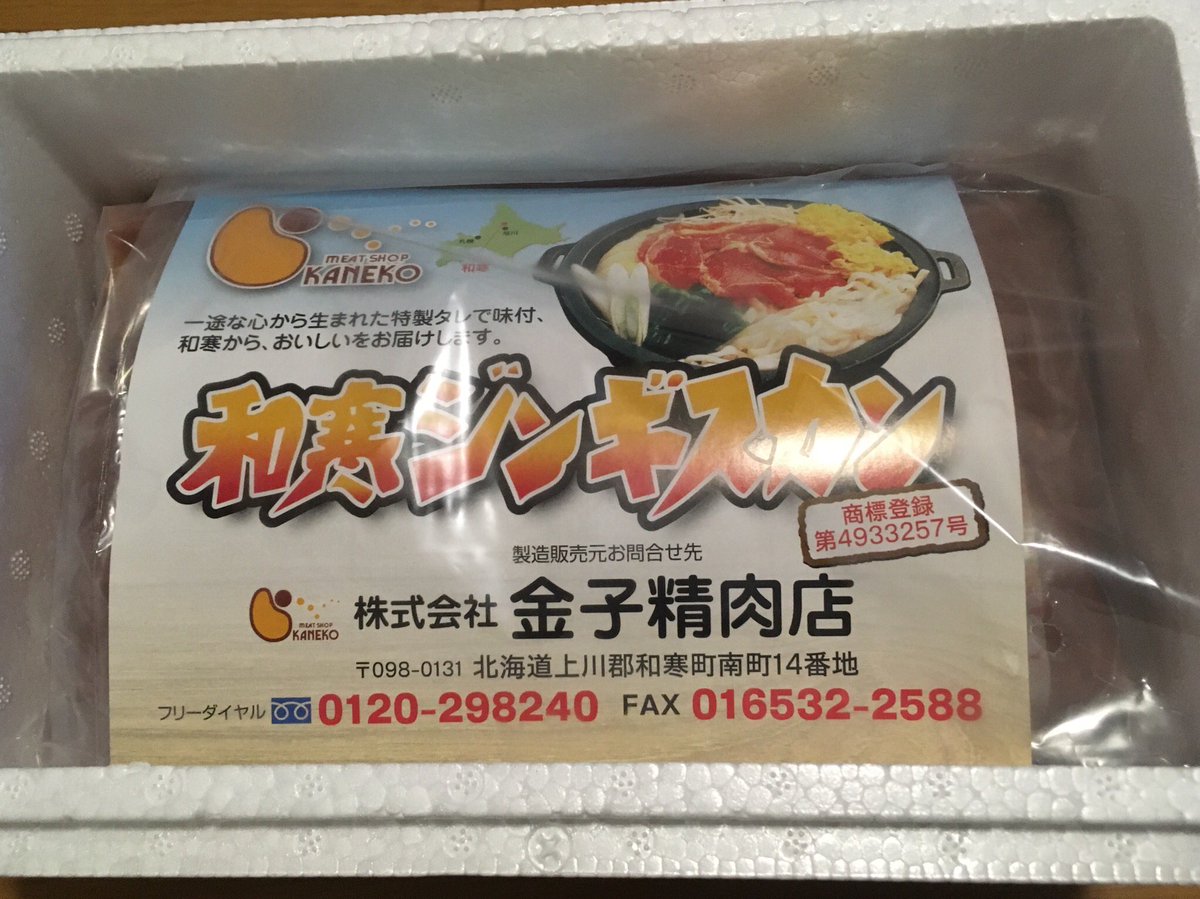 MEAT SHOP
KANEKO
札幌
旭川
和寒
一途な心から生まれた特製タレで味付、
和寒から、おいしいをお届けします。
和寒ジンギスカン
商標登録
第4933257号
製造販売元お問合せ先
MEAT SHOP
KANEKO
株式会社 金子精肉店
〒098-0131 北海道上川郡和寒町南町14番地
フリーダイヤル 0120-298240 FAX 016532-2588